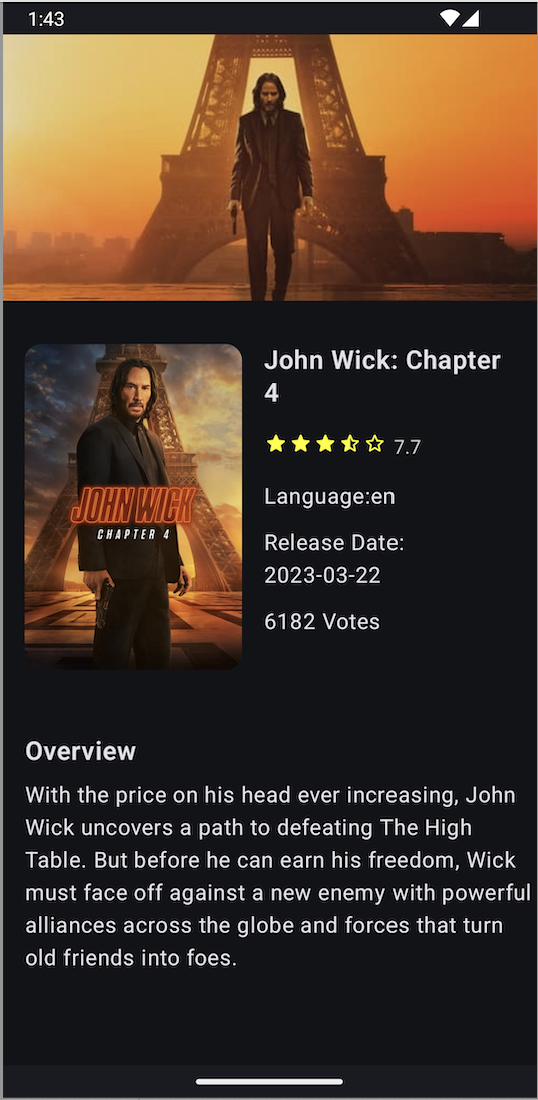 1:43
John Wick: Chapter
4
7.7
Language:en
Release Date:
2023-03-22
6182 Votes
JOHN WICK
CHAPTER 4
Overview
With the price on his head ever increasing, John
Wick uncovers a path to defeating The High
Table. But before he can earn his freedom, Wick
must face off against a new enemy with powerful
alliances across the globe and forces that turn
old friends into foes.